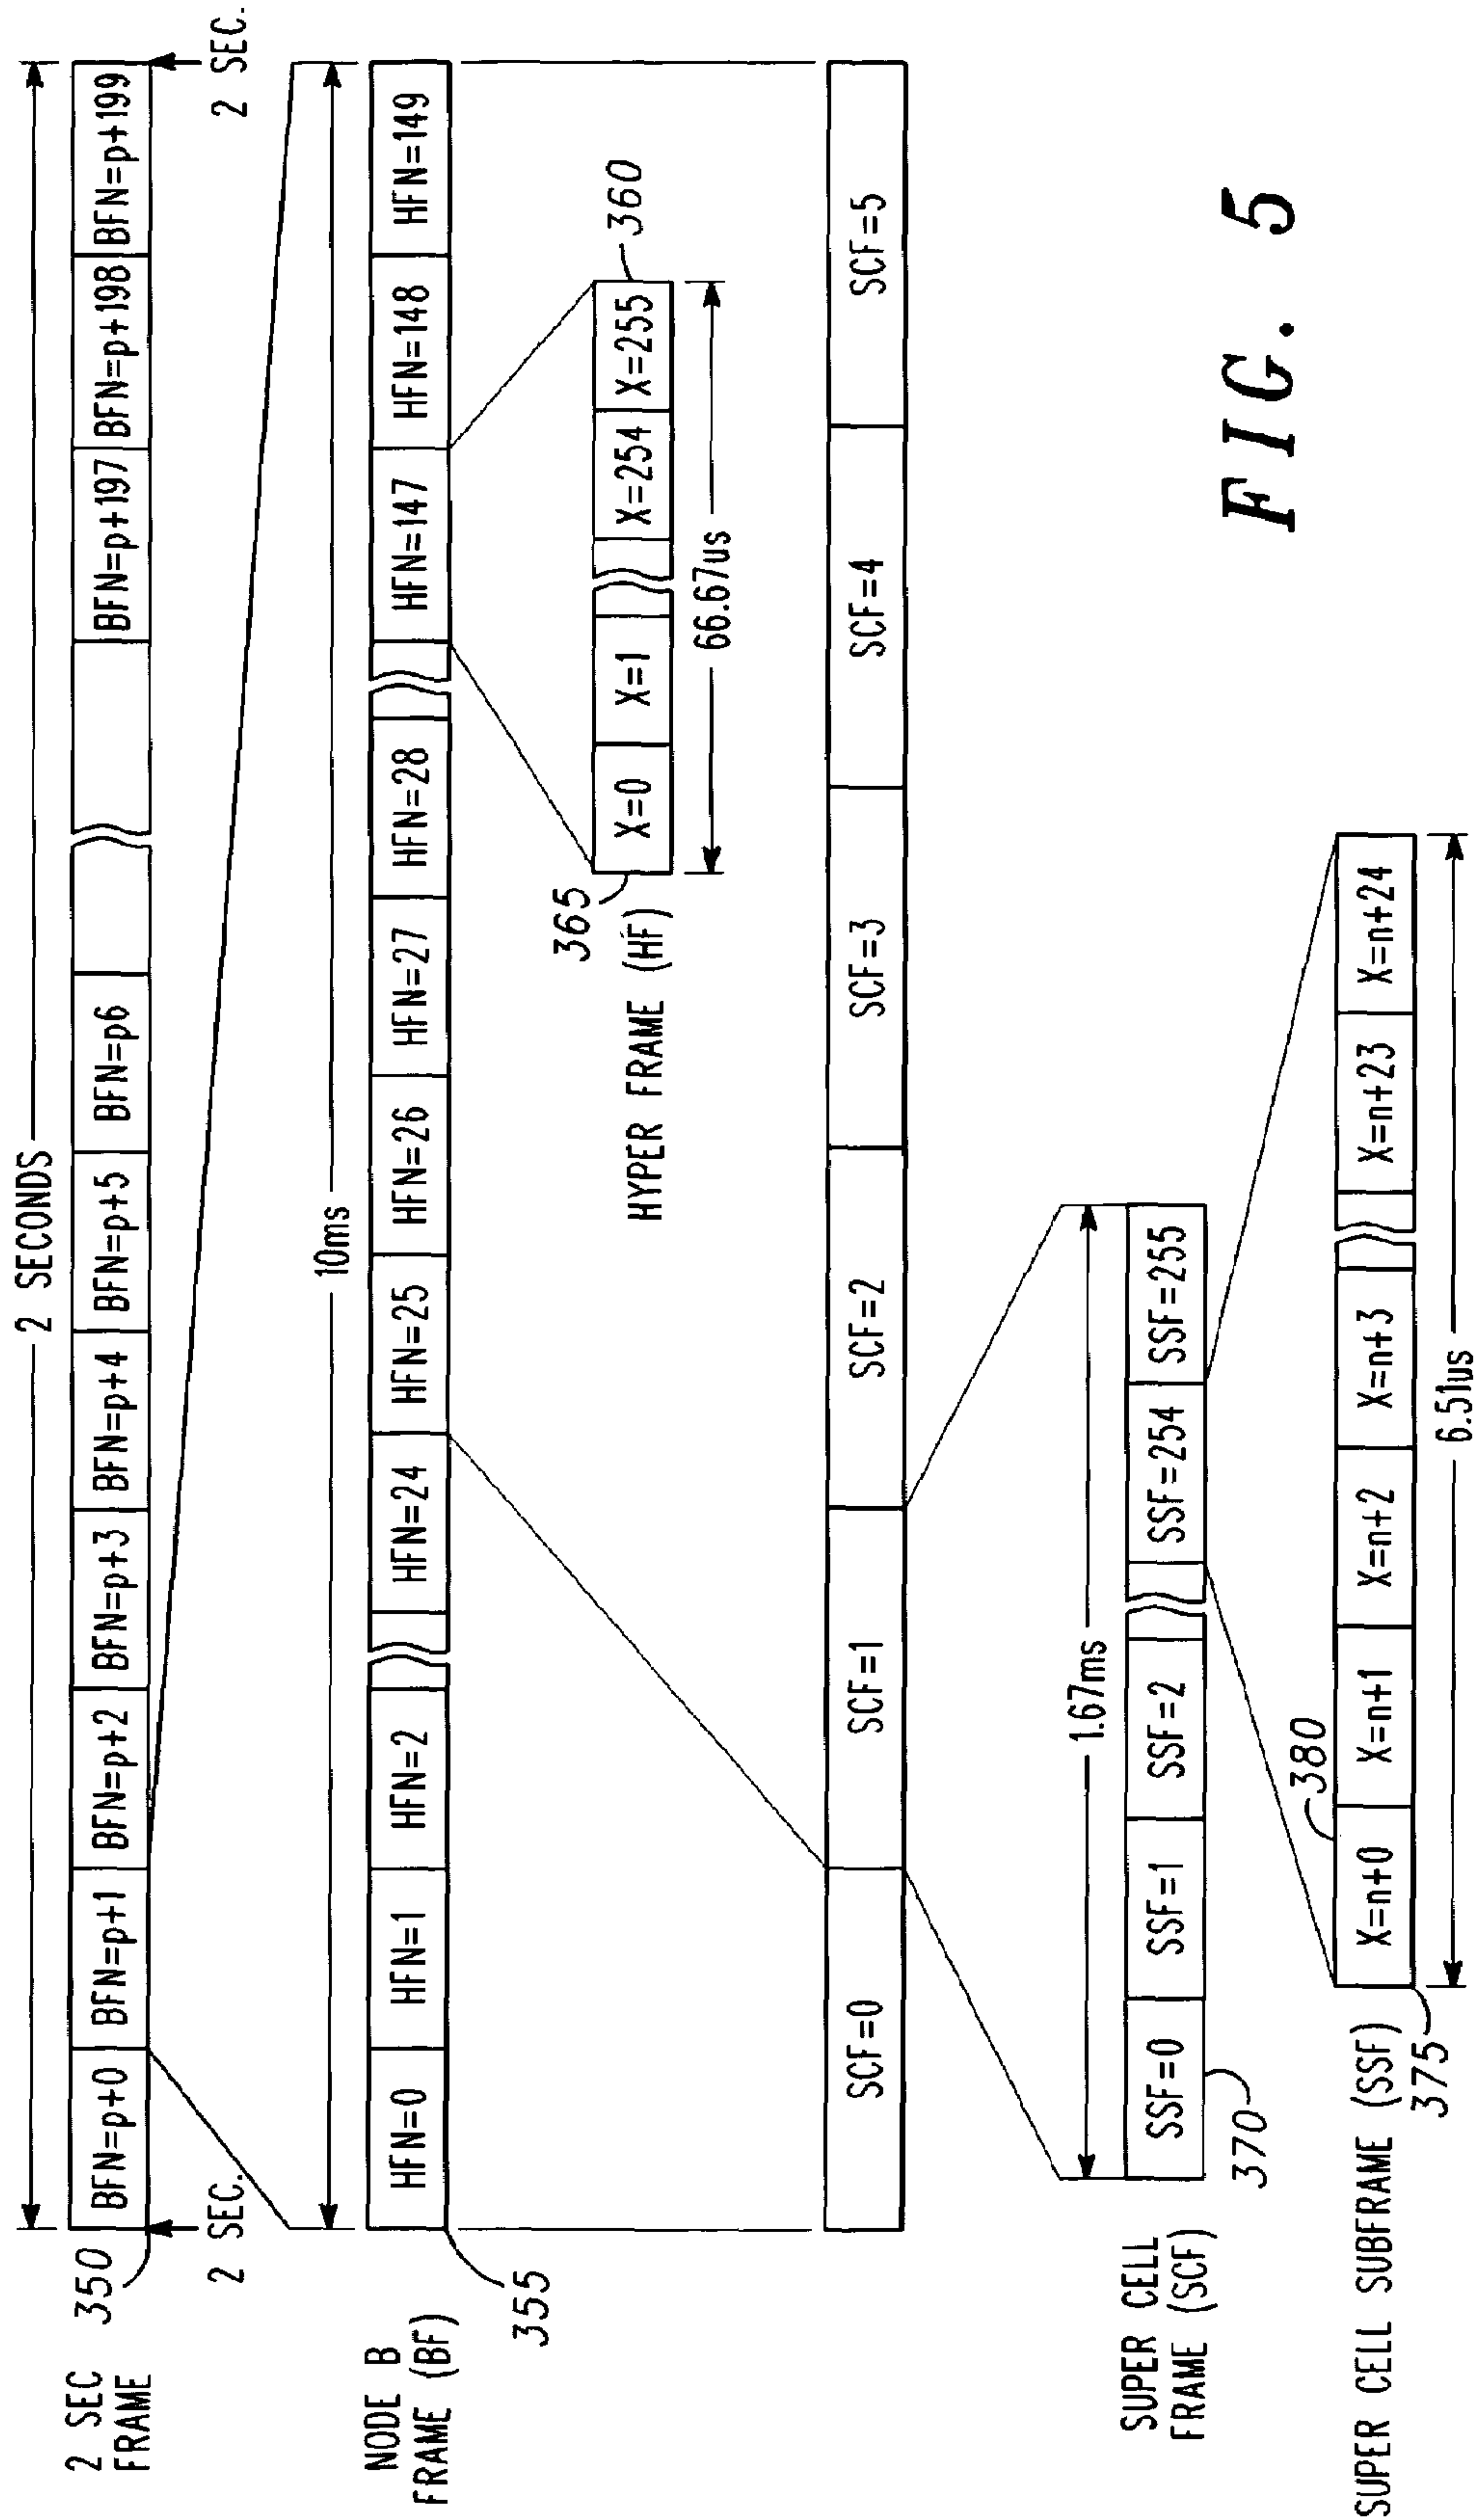 2 SECONDS
2 SEC FRAME
350
BFN=p+0 BFN=p+1 BFN=p+2 BFN=p+3 BFN=p+4 BFN=p+5 BFN=p6 BFN=p+197 BFN=p+198 BFN=p+199
2 SEC.
2 SEC.
10ms
NODE B
FRAME (BF)
HFN=0 HFN=1 HFN=2 HFN=24 HFN=25 HFN=26 HFN=27 HFN=28 HFN=147 HFN=148 HFN=149
355
365
360
HYPER FRAME (HF)
X=0 X=1 X=254 X=255
66.67us
SCF=0 SCF=1 SCF=2 SCF=3 SCF=4 SCF=5
1.67ms
SUPER CELL
FRAME (SCF)
SSF=0 SSF=1 SSF=2 SSF=254 SSF=255
370
380
SUPER CELL SUBFRAME (SSF)
375
X=n+0 X=n+1 X=n+2 X=n+3 X=n+23 X=n+24
6.51us
FIG. 5